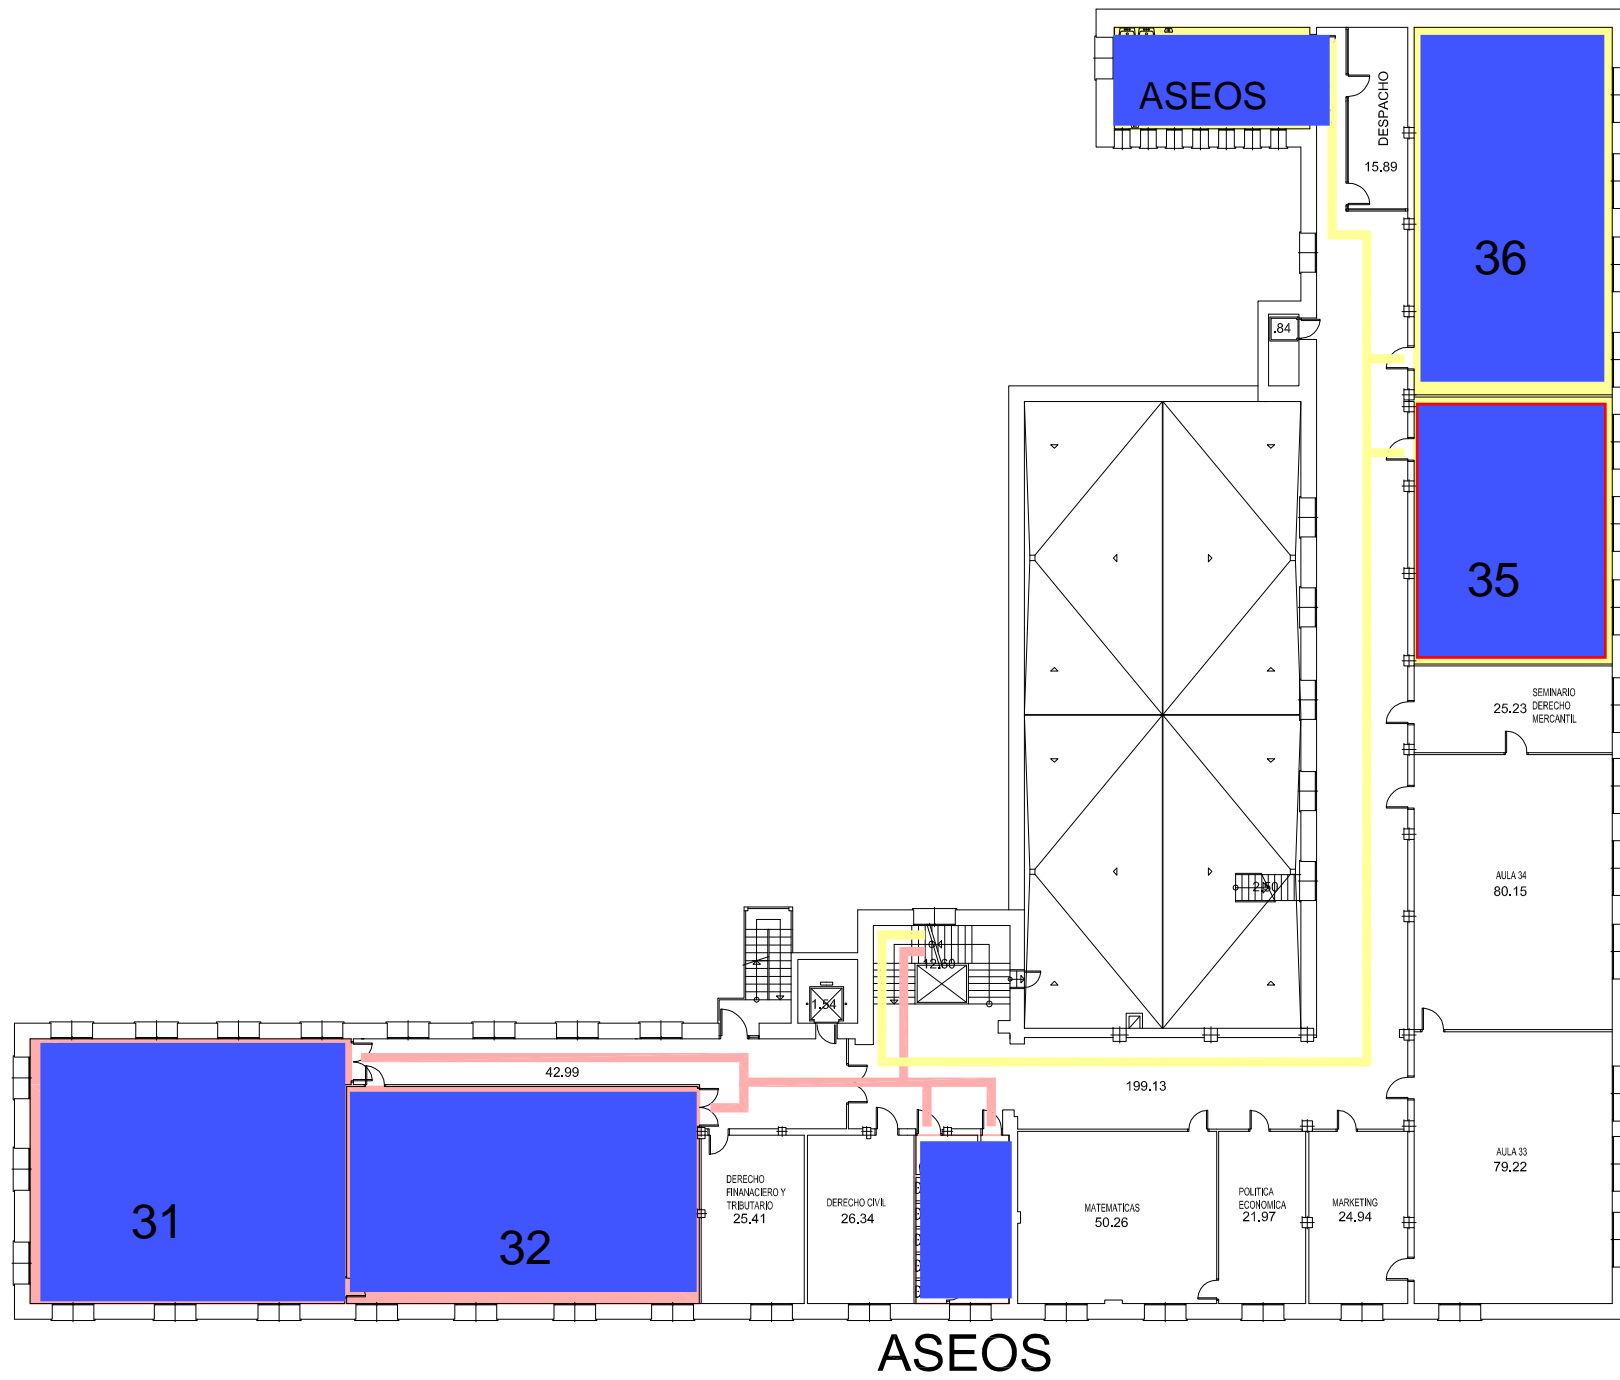 ASEOS
DESPACHO
15.89
36
.84
35
SEMINARIO
DERECHO
MERCANTIL
25.23
AULA 34
80.15
2.50
12.60
1.54
42.99
199.13
AULA 33
79.22
31
32
DERECHO
FINANACIERO Y
TRIBUTARIO
25.41
DERECHO CIVIL
26.34
MATEMATICAS
50.26
POLITICA
ECONOMICA
21.97
MARKETING
24.94
ASEOS